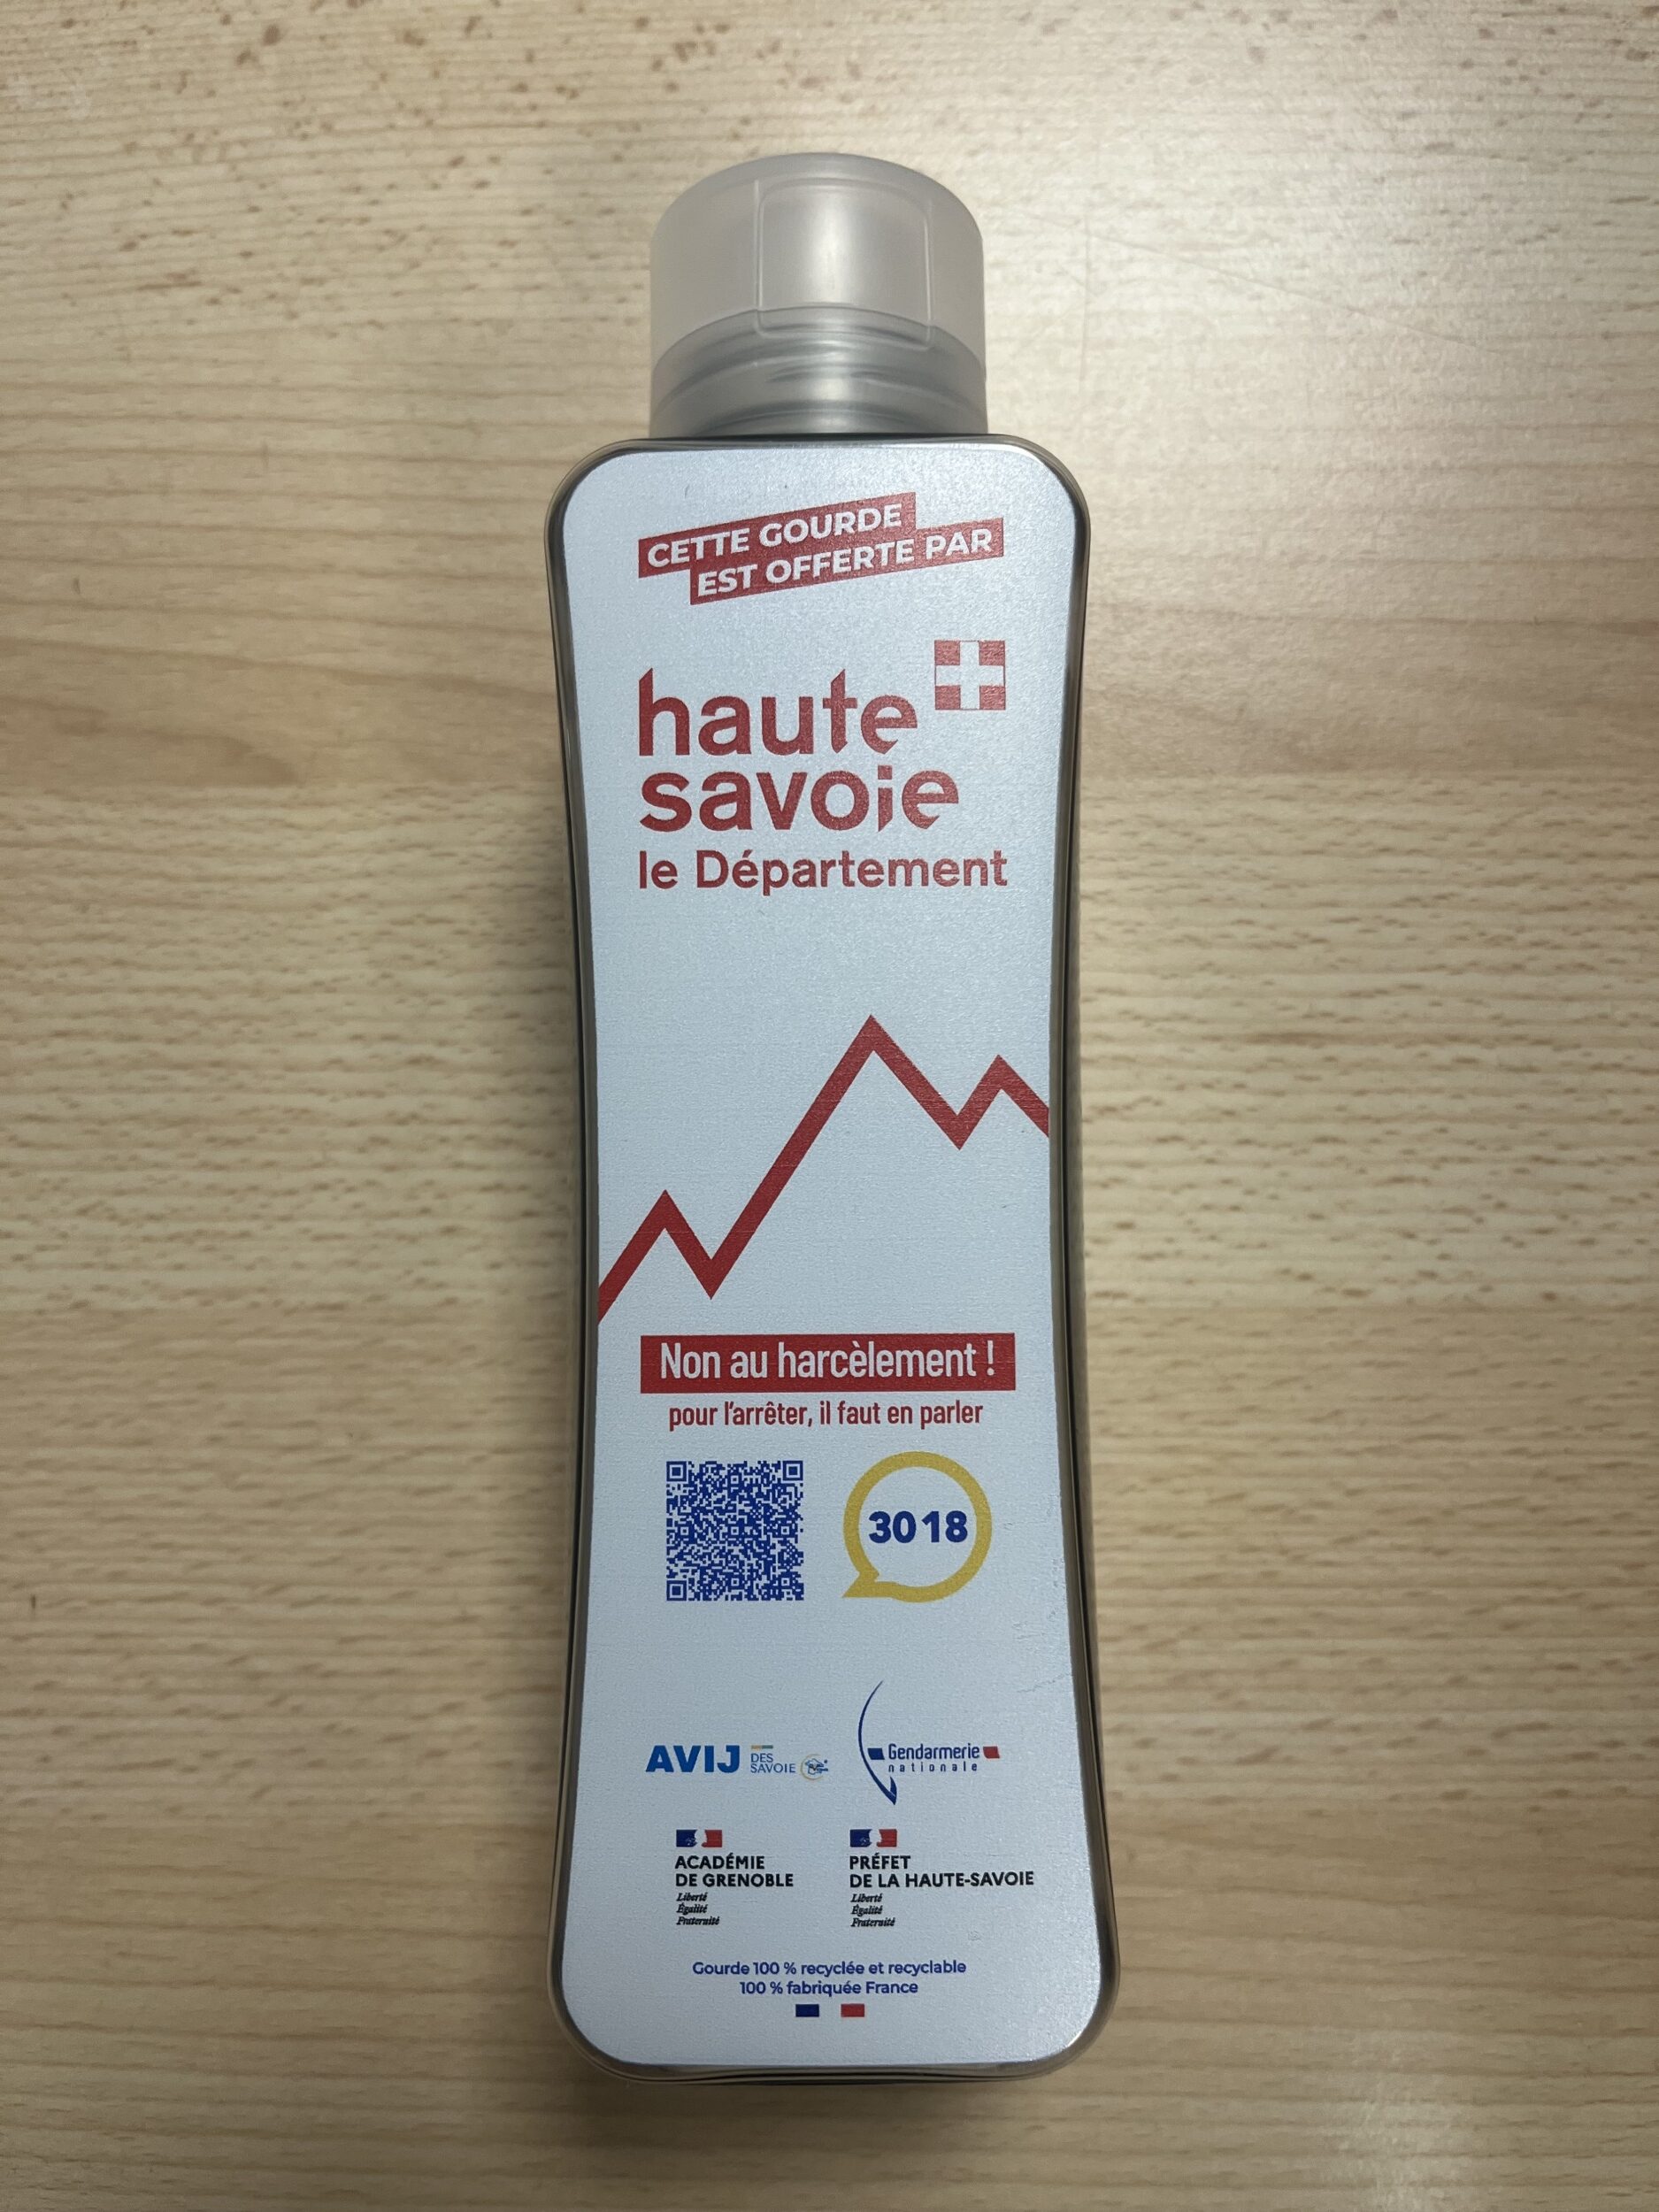 CETTE GOURDE
EST OFFERTE PAR
haute
savoie
le Département
Non au harcèlement !
pour l'arrêter, il faut en parler
30 18
AVIJ DES
SAVOIE
Gendarmerie
nationale
ACADÉMIE
DE GRENOBLE
Liberté
Égalité
Fraternité
PRÉFET
DE LA HAUTE-SAVOIE
Liberté
Égalité
Fraternité
Gourde 100 % recyclée et recyclable
100 % fabriquée France